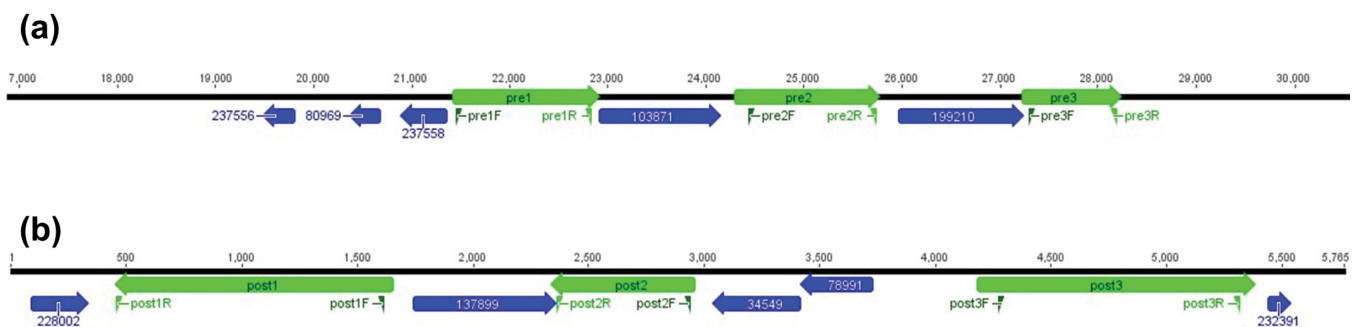 (a)
7,000 18,000 19,000 20,000 21,000 22,000 23,000 24,000 25,000 26,000 27,000 28,000 29,000 30,000
pre1 pre2 pre3
237556 80969 237558 pre1F pre1R 103871 pre2F pre2R 199210 pre3F pre3R
(b)
1 500 1,000 1,500 2,000 2,500 3,000 3,500 4,000 4,500 5,000 5,500 5,765
post1 post2 78991 post3
228002 post1R post1F 137899 post2R post2F 34549 post3F post3R 232391